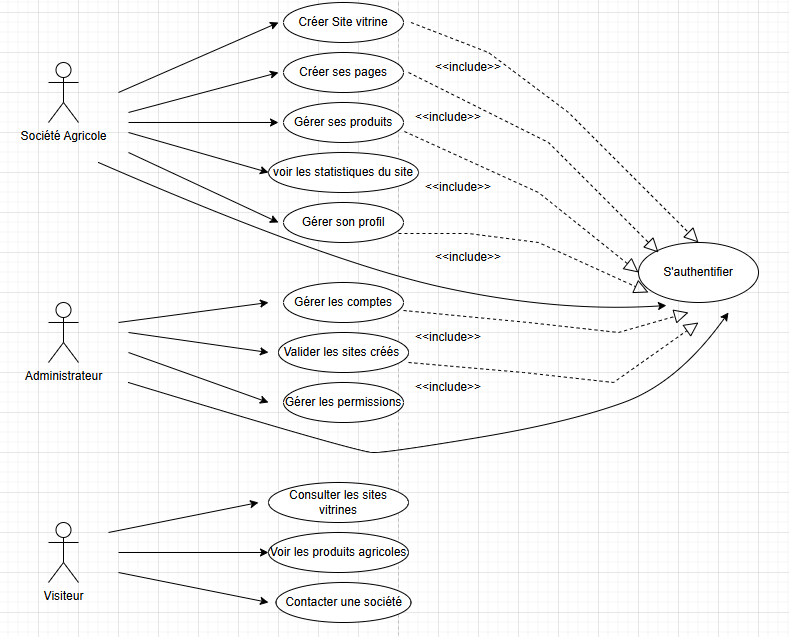 Créer Site vitrine
<<include>>
Créer ses pages
Société Agricole
Gérer ses produits
<<include>>
voir les statistiques du site
<<include>>
Gérer son profil
<<include>>
S'authentifier
Gérer les comptes
<<include>>
Administrateur
Valider les sites créés
<<include>>
Gérer les permissions
Consulter les sites
vitrines
Voir les produits agricoles
Visiteur
Contacter une société